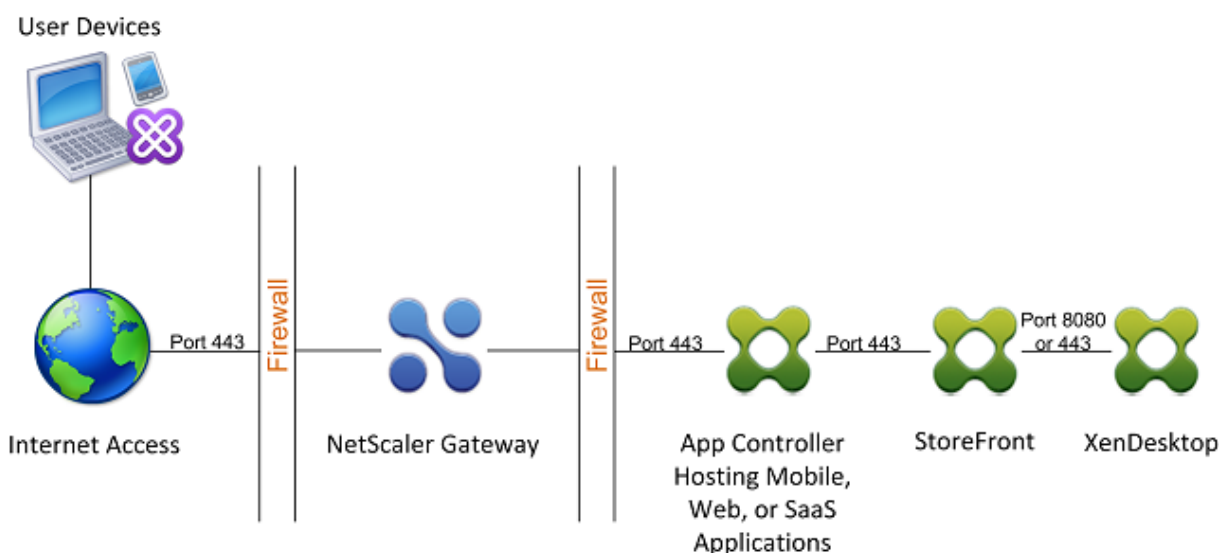 User Devices
Port 443
Firewall
Firewall
Port 443
Port 443
Port 8080
or 443
Internet Access
NetScaler Gateway
App Controller
Hosting Mobile,
Web, or SaaS
Applications
StoreFront
XenDesktop